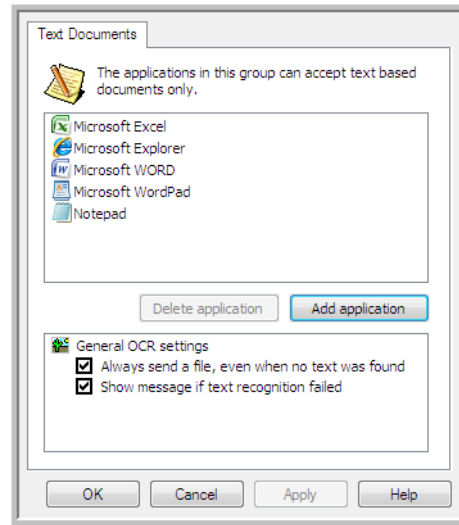 Text Documents
The applications in this group can accept text based
documents only.
Microsoft Excel
Microsoft Explorer
Microsoft WORD
Microsoft WordPad
Notepad
Delete application Add application
General OCR settings
Always send a file, even when no text was found
Show message if text recognition failed
OK Cancel Apply Help